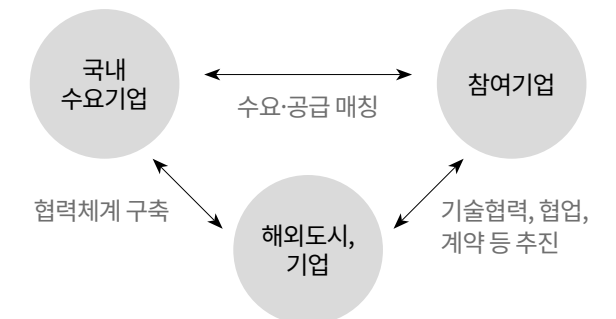 국내
수요기업
참여기업
수요·공급 매칭
협력체계 구축
해외도시,
기업
기술협력, 협업,
계약 등 추진